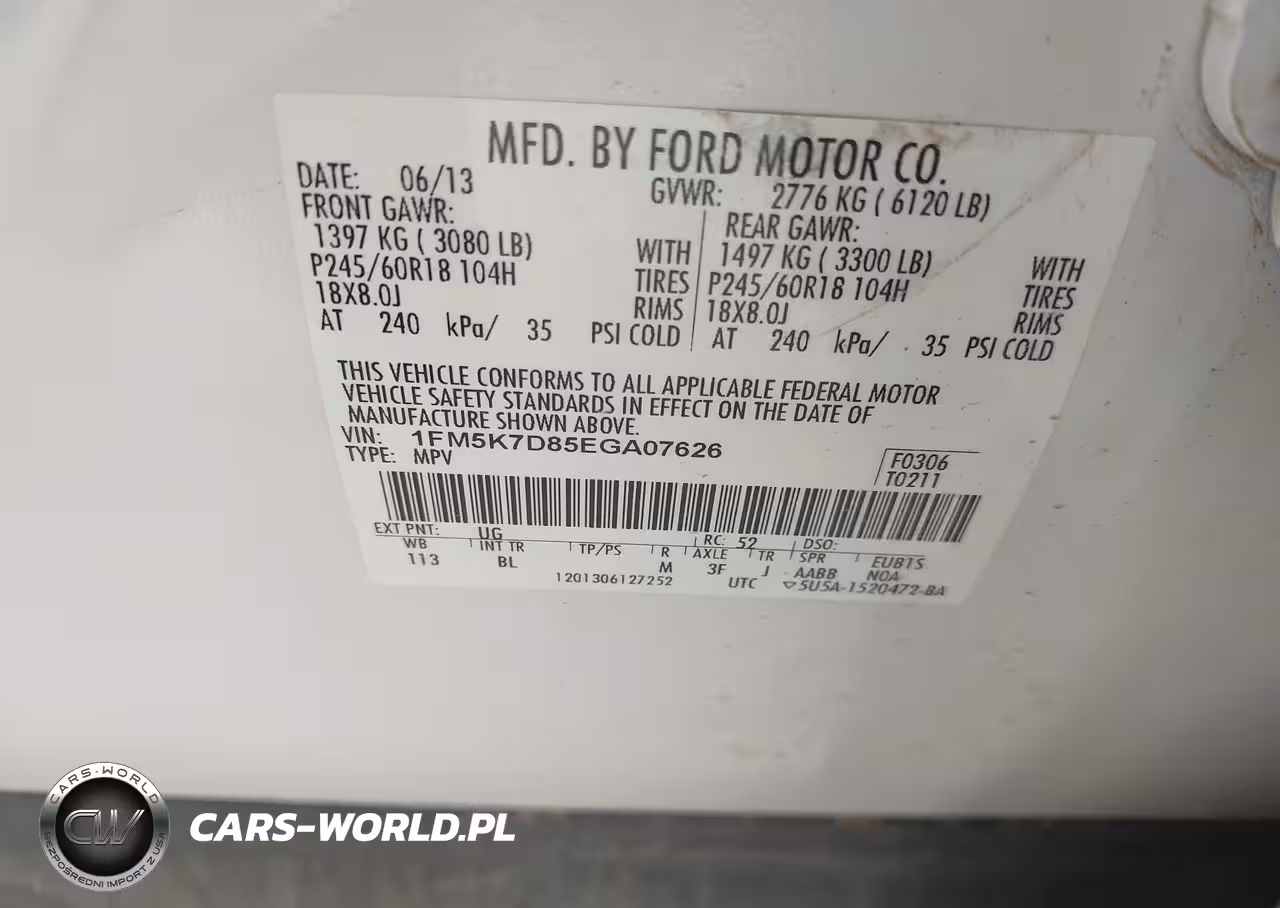 MFD. BY FORD MOTOR CO.
DATE: 06/13 GVWR: 2776 KG ( 6120 LB)
FRONT GAWR: REAR GAWR:
1397 KG ( 3080 LB) WITH 1497 KG ( 3300 LB) WITH
P245/60R18 104H TIRES P245/60R18 104H TIRES
18X8.0J RIMS 18X8.0J RIMS
AT 240 kPa/ 35 PSI COLD AT 240 kPa/ 35 PSI COLD
THIS VEHICLE CONFORMS TO ALL APPLICABLE FEDERAL MOTOR
VEHICLE SAFETY STANDARDS IN EFFECT ON THE DATE OF
MANUFACTURE SHOWN ABOVE.
VIN: 1FM5K7D85EGA07626
TYPE: MPV
F0306
T0211
EXT PNT: UG RC: 52 DSO:
WB INT TR TP/PS R AXLE TR SPR EUBTS
113 BL M 3F J AABB NOA
1201306127252 UTC ▽5U5A-1520472-BA
CARS-WORLD
CW
BEZPOŚREDNI IMPORT Z USA
CARS-WORLD.PL